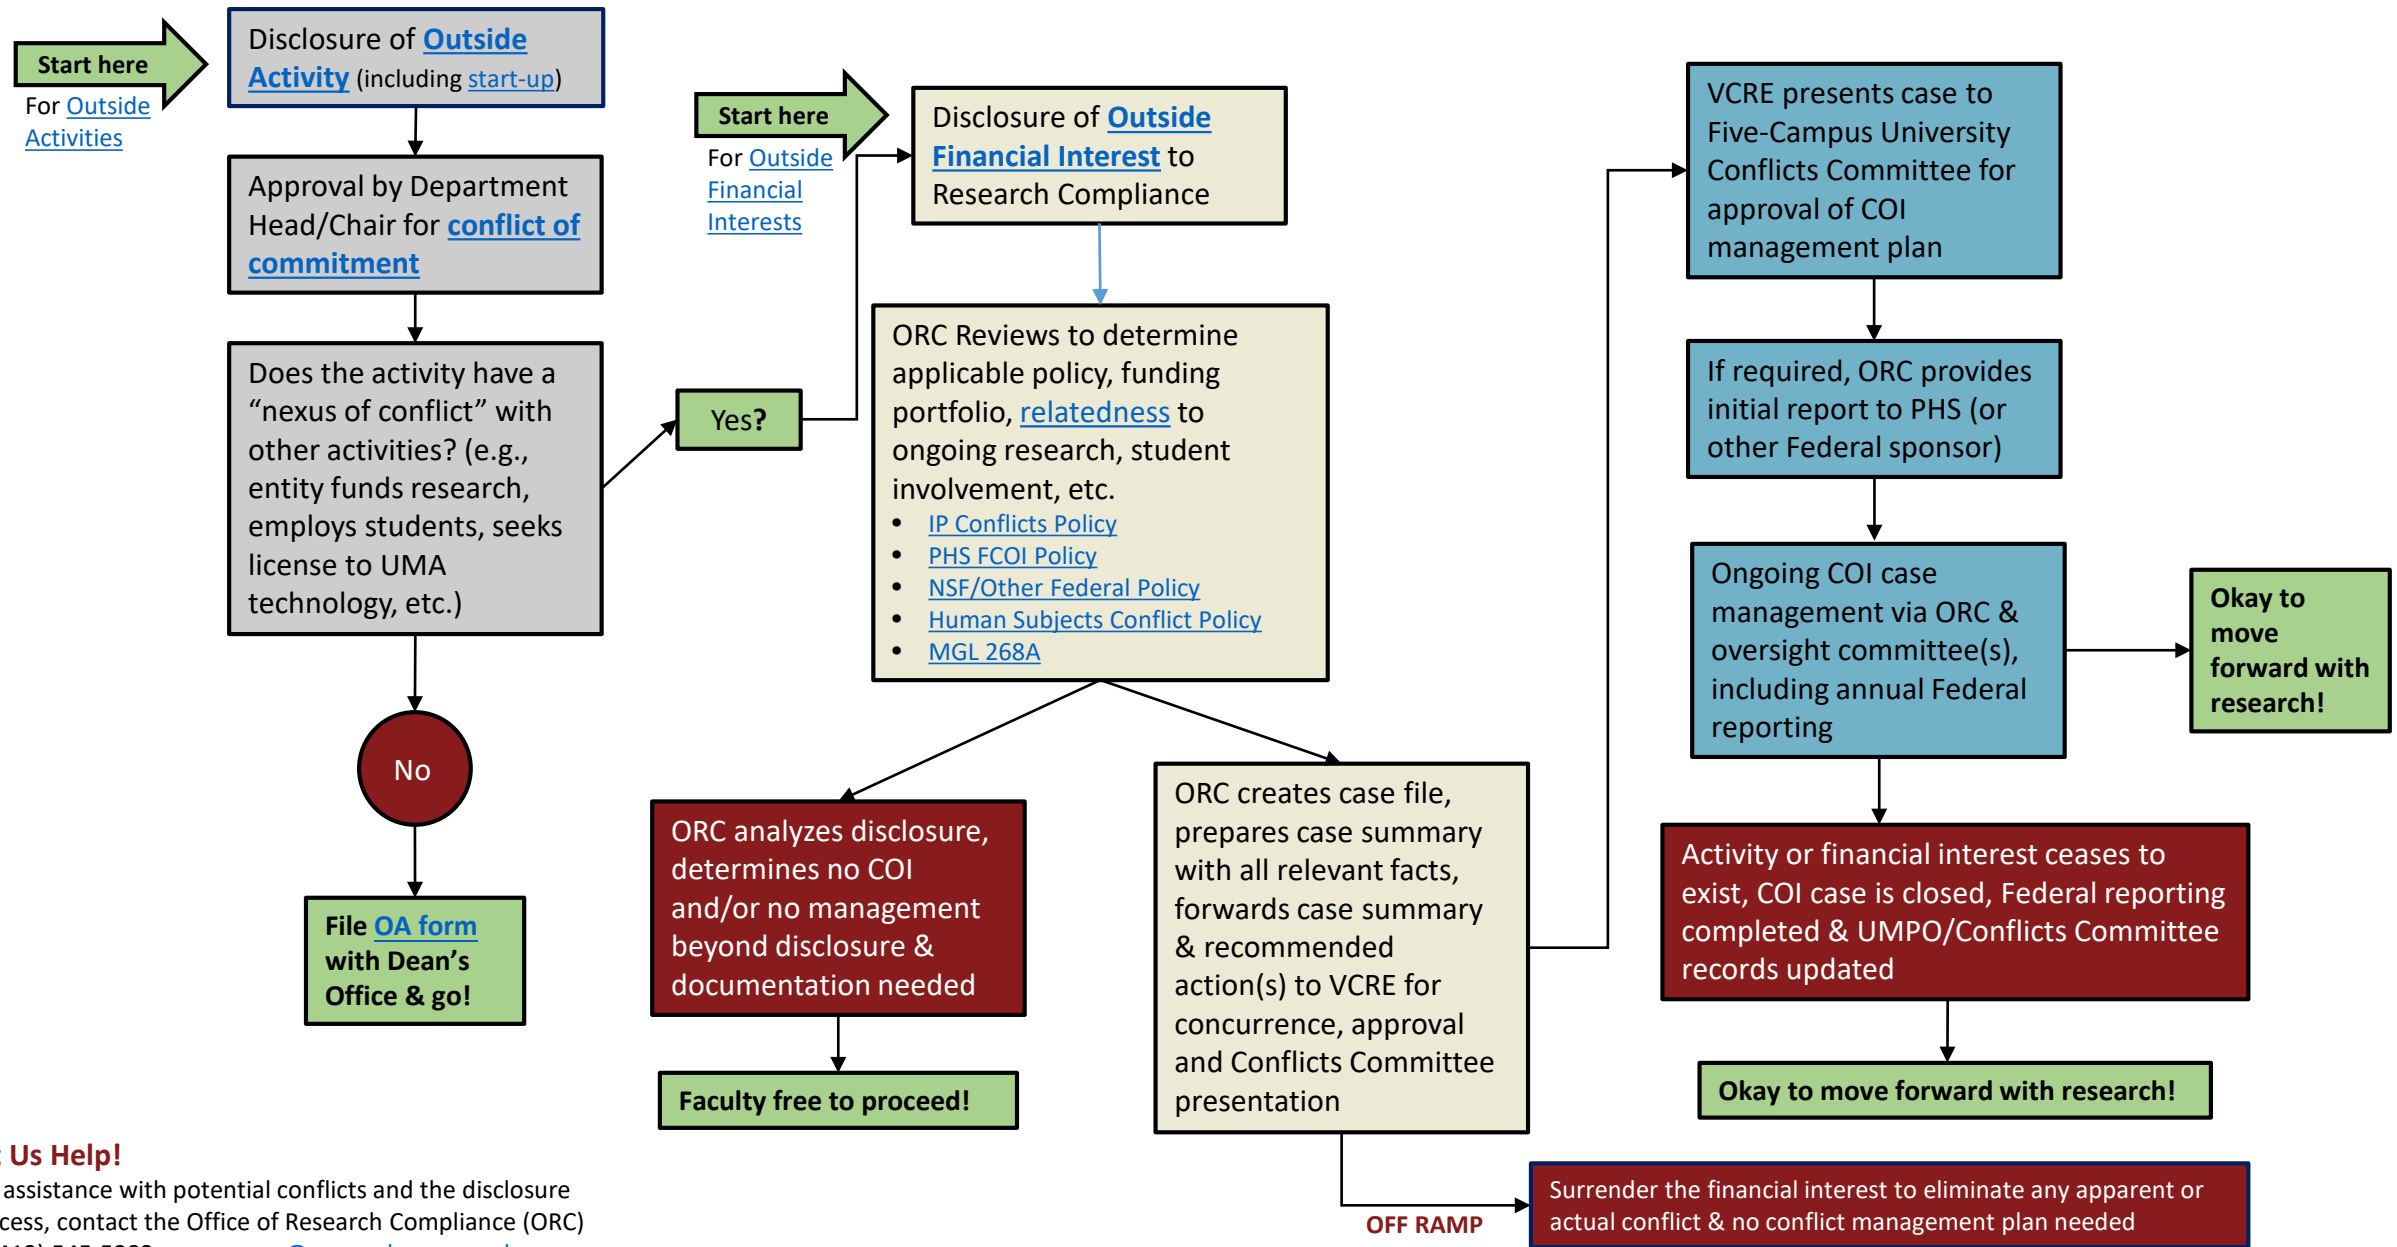 Start here
For Outside
Activities
Disclosure of Outside
Activity (including start-up)
Approval by Department
Head/Chair for conflict of
commitment
Does the activity have a
“nexus of conflict” with
other activities? (e.g.,
entity funds research,
employs students, seeks
license to UMA
technology, etc.)
No
File OA form
with Dean’s
Office & go!
Yes?
Start here
For Outside
Financial
Interests
Disclosure of Outside
Financial Interest to
Research Compliance
ORC Reviews to determine
applicable policy, funding
portfolio, relatedness to
ongoing research, student
involvement, etc.
• IP Conflicts Policy
• PHS FCOI Policy
• NSF/Other Federal Policy
• Human Subjects Conflict Policy
• MGL 268A
ORC analyzes disclosure,
determines no COI
and/or no management
beyond disclosure &
documentation needed
Faculty free to proceed!
ORC creates case file,
prepares case summary
with all relevant facts,
forwards case summary
& recommended
action(s) to VCRE for
concurrence, approval
and Conflicts Committee
presentation
OFF RAMP
Surrender the financial interest to eliminate any apparent or
actual conflict & no conflict management plan needed
VCRE presents case to
Five-Campus University
Conflicts Committee for
approval of COI
management plan
If required, ORC provides
initial report to PHS (or
other Federal sponsor)
Ongoing COI case
management via ORC &
oversight committee(s),
including annual Federal
reporting
Okay to
move
forward with
research!
Activity or financial interest ceases to
exist, COI case is closed, Federal reporting
completed & UMPO/Conflicts Committee
records updated
Okay to move forward with research!
Us Help!
assistance with potential conflicts and the disclosure
cess, contact the Office of Research Compliance (ORC)